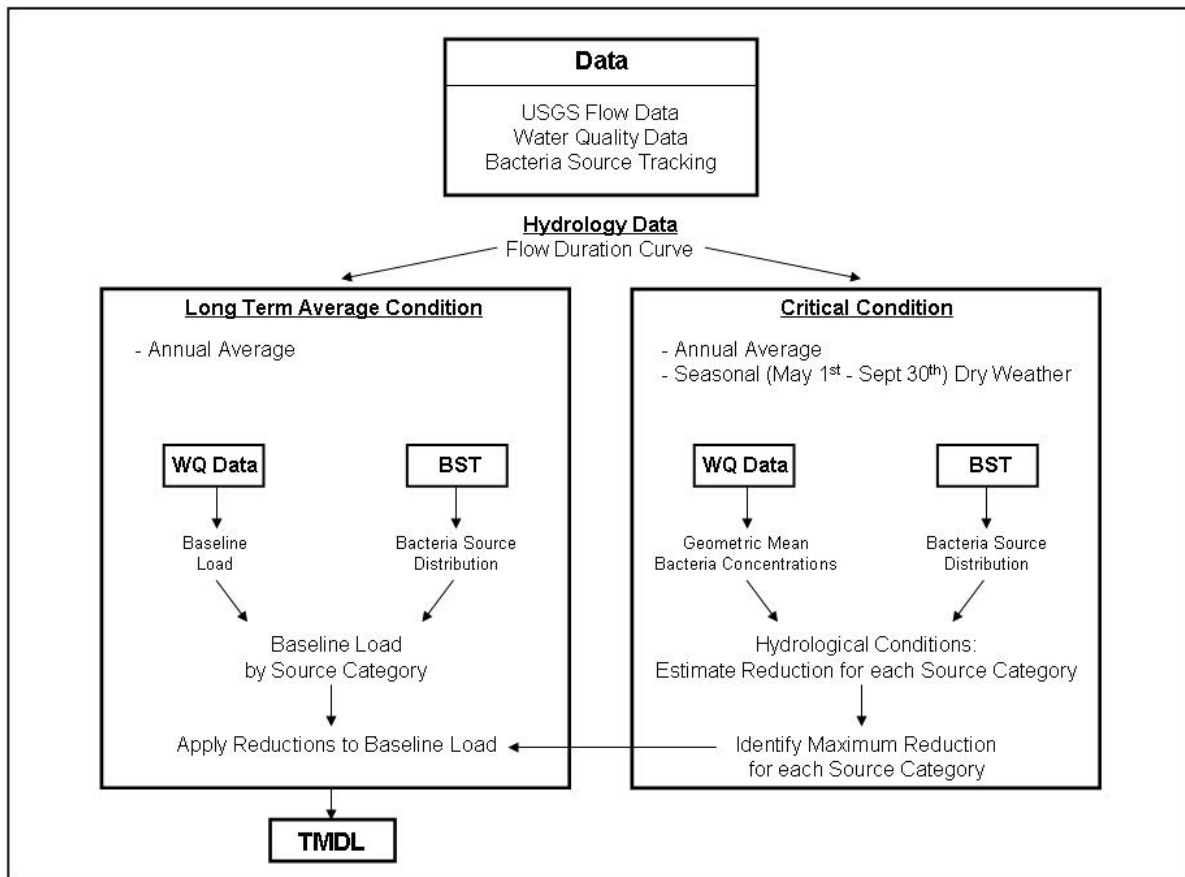 Data
USGS Flow Data
Water Quality Data
Bacteria Source Tracking
Hydrology Data
Flow Duration Curve
Long Term Average Condition
- Annual Average
WQ Data
BST
Baseline
Load
Bacteria Source
Distribution
Baseline Load
by Source Category
Apply Reductions to Baseline Load
Critical Condition
- Annual Average
- Seasonal (May 1st - Sept 30th) Dry Weather
WQ Data
BST
Geometric Mean
Bacteria Concentrations
Bacteria Source
Distribution
Hydrological Conditions:
Estimate Reduction for each Source Category
Identify Maximum Reduction
for each Source Category
TMDL